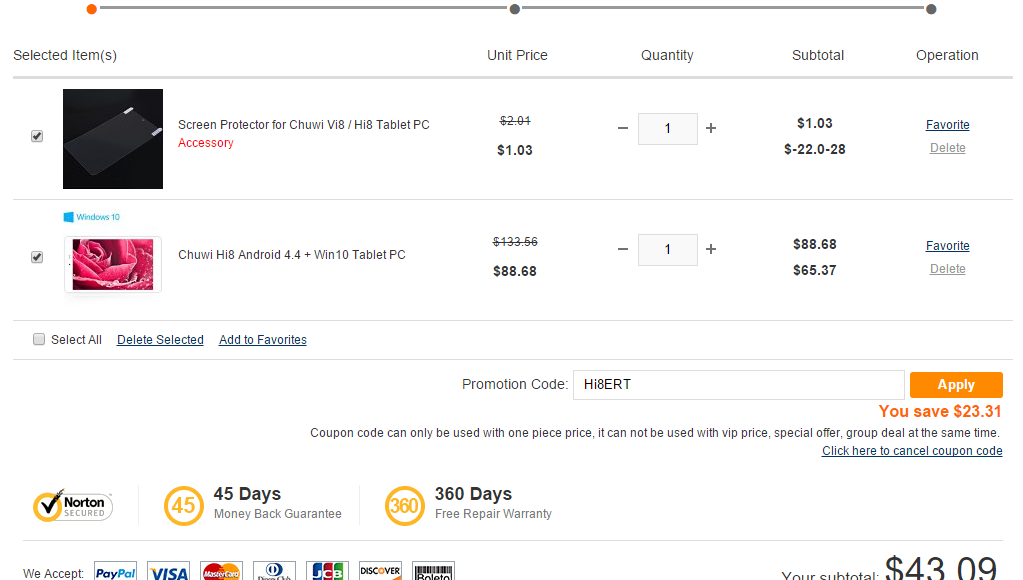 Selected Item(s) Unit Price Quantity Subtotal Operation
Screen Protector for Chuwi Vi8 / Hi8 Tablet PC
Accessory
$2.01
$1.03
1
$1.03
$-22.0-28
Favorite
Delete
Windows 10
Chuwi Hi8 Android 4.4 + Win10 Tablet PC
$133.56
$88.68
1
$88.68
$65.37
Favorite
Delete
Select All Delete Selected Add to Favorites
Promotion Code: Hi8ERT Apply
You save $23.31
Coupon code can only be used with one piece price, it can not be used with vip price, special offer, group deal at the same time.
Click here to cancel coupon code
Norton
SECURED
45
45 Days
Money Back Guarantee
360
360 Days
Free Repair Warranty
We Accept: PayPal VISA MasterCard Diners Club JCB DISCOVER Boleto
Your subtotal: $43.09